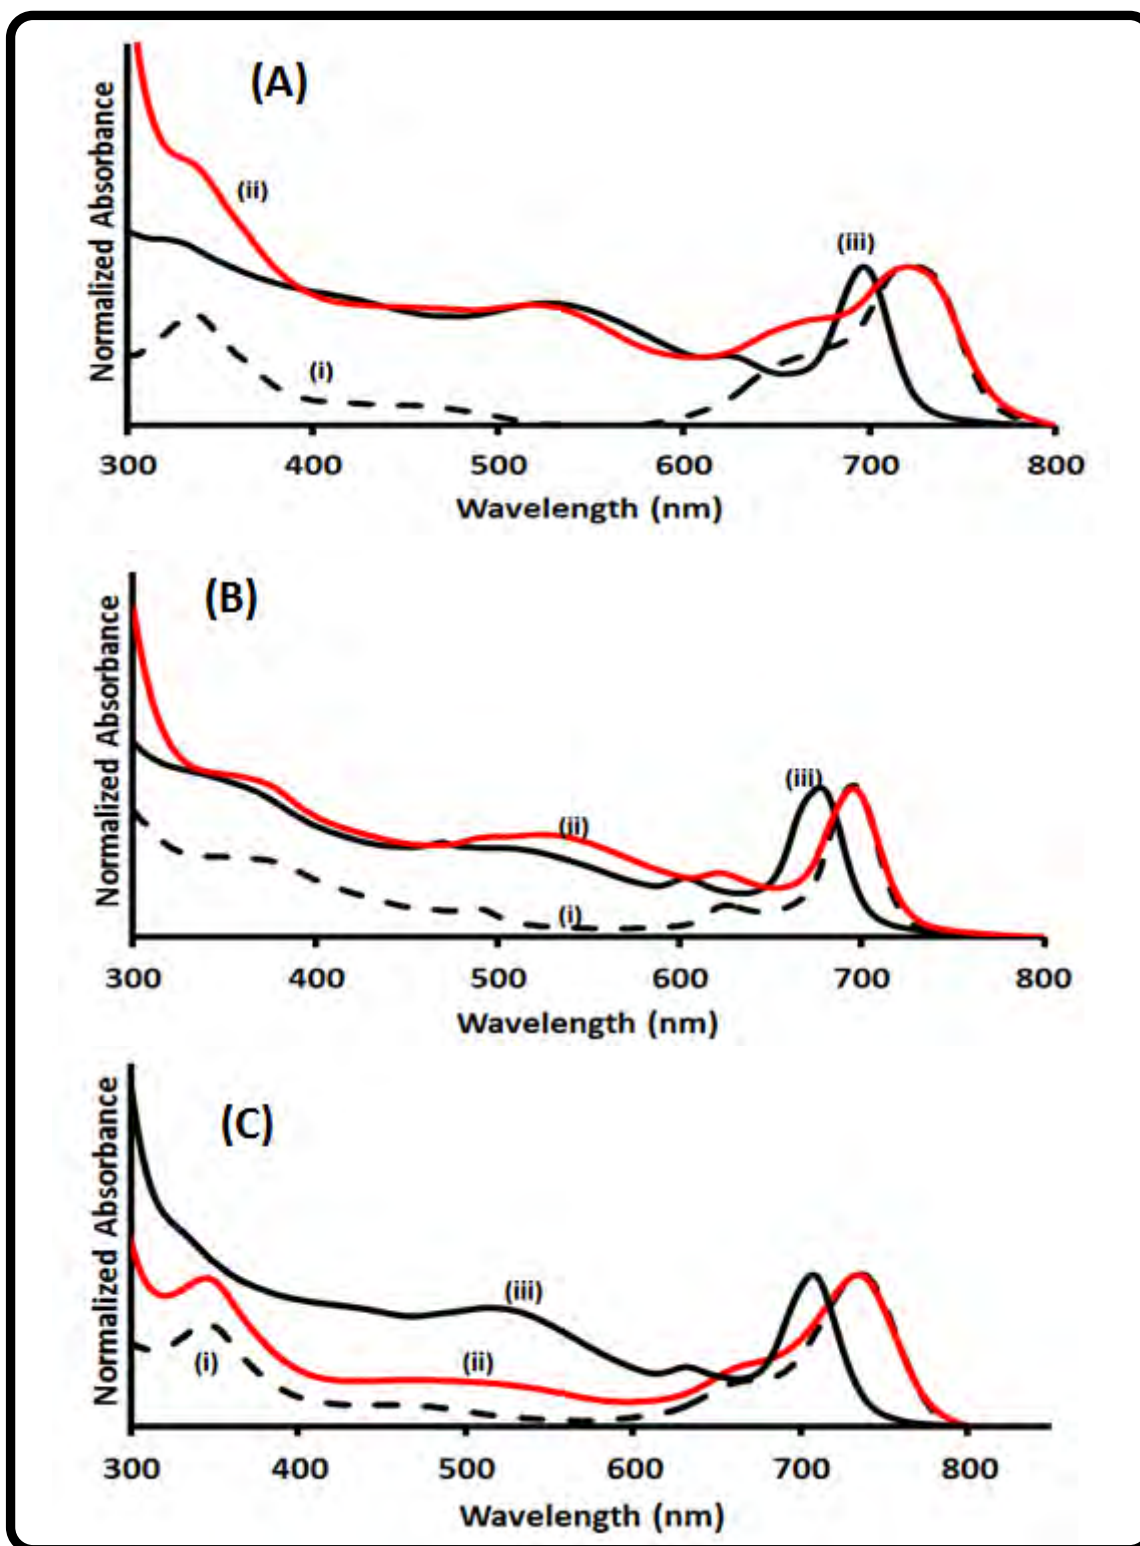 (A)
Normalized Absorbance
(ii)
(iii)
(i)
300 400 500 600 700 800
Wavelength (nm)
(B)
Normalized Absorbance
(iii)
(ii)
(i)
300 400 500 600 700 800
Wavelength (nm)
(C)
Normalized Absorbance
(iii)
(i)
(ii)
300 400 500 600 700 800
Wavelength (nm)